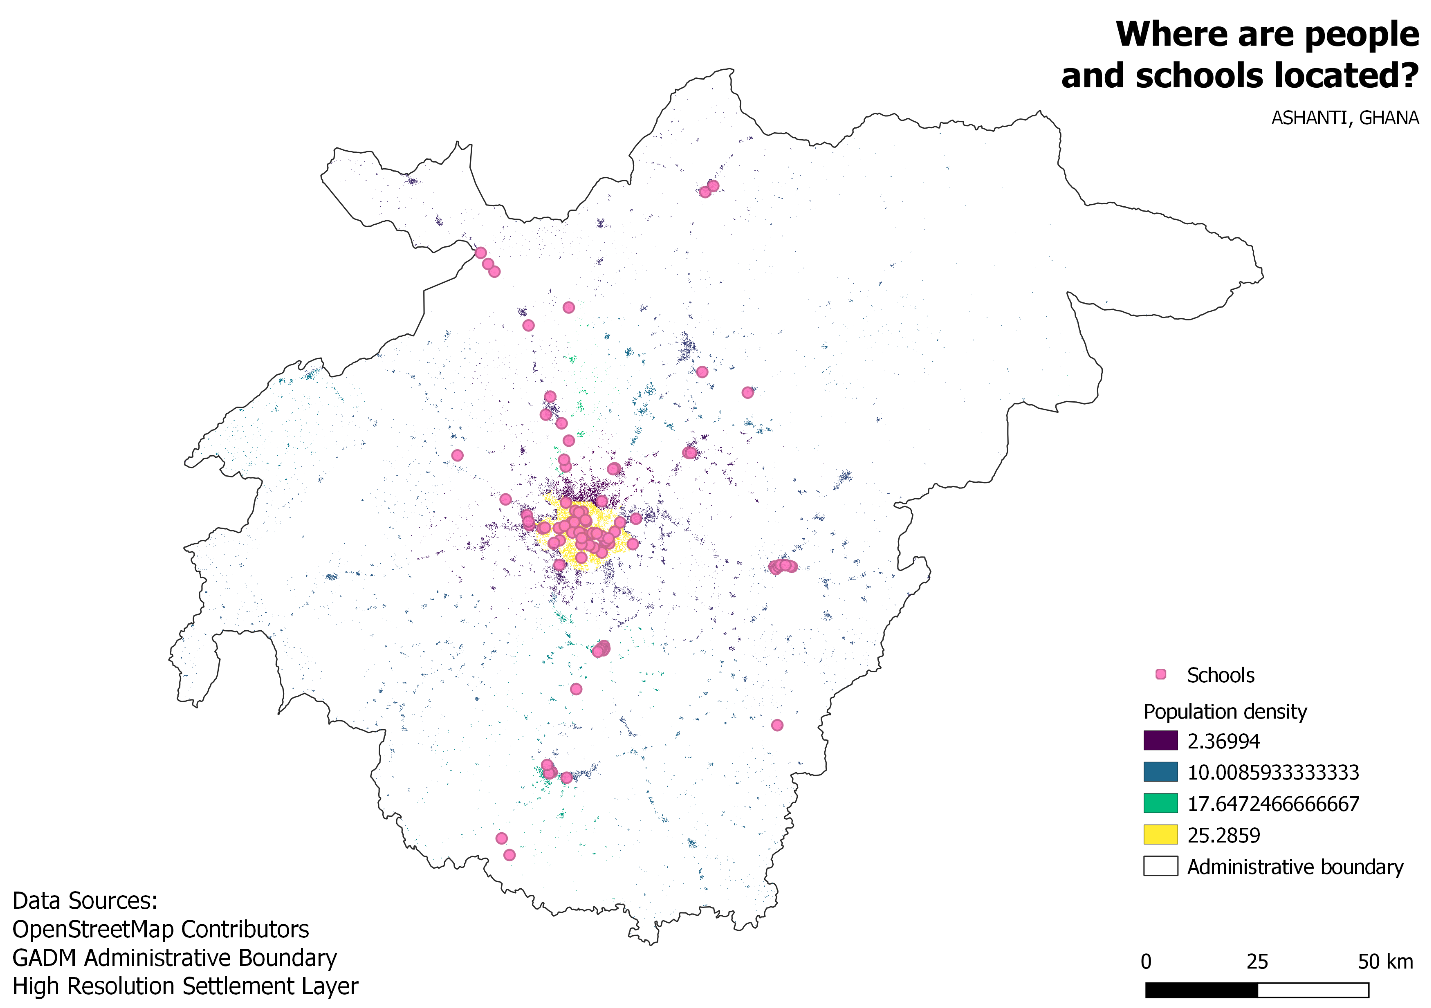 Where are people
and schools located?
ASHANTI, GHANA
Schools
Population density
2.36994
10.0085933333333
17.6472466666667
25.2859
Administrative boundary
Data Sources:
OpenStreetMap Contributors
GADM Administrative Boundary
High Resolution Settlement Layer
0 25 50 km